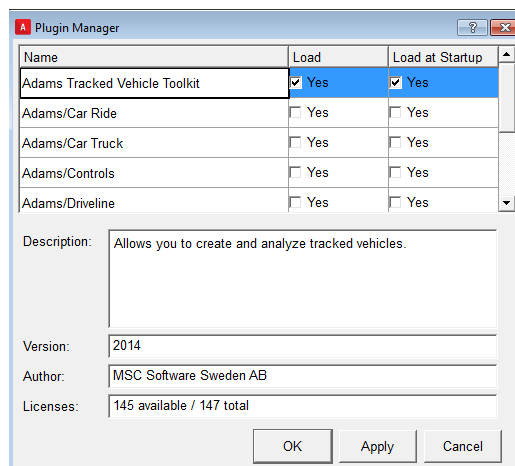 A Plugin Manager ?
Name Load Load at Startup
Adams Tracked Vehicle Toolkit Yes Yes
Adams/Car Ride Yes Yes
Adams/Car Truck Yes Yes
Adams/Controls Yes Yes
Adams/Driveline Yes Yes
Description: Allows you to create and analyze tracked vehicles.
Version: 2014
Author: MSC Software Sweden AB
Licenses: 145 available / 147 total
OK Apply Cancel